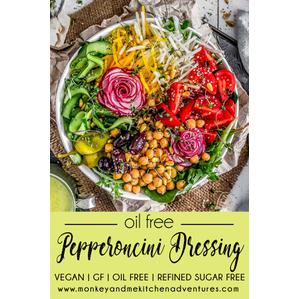 oil free
Pepperoncini Dressing
VEGAN | GF | OIL FREE | REFINED SUGAR FREE
www.monkeyandmekitchenadventures.com